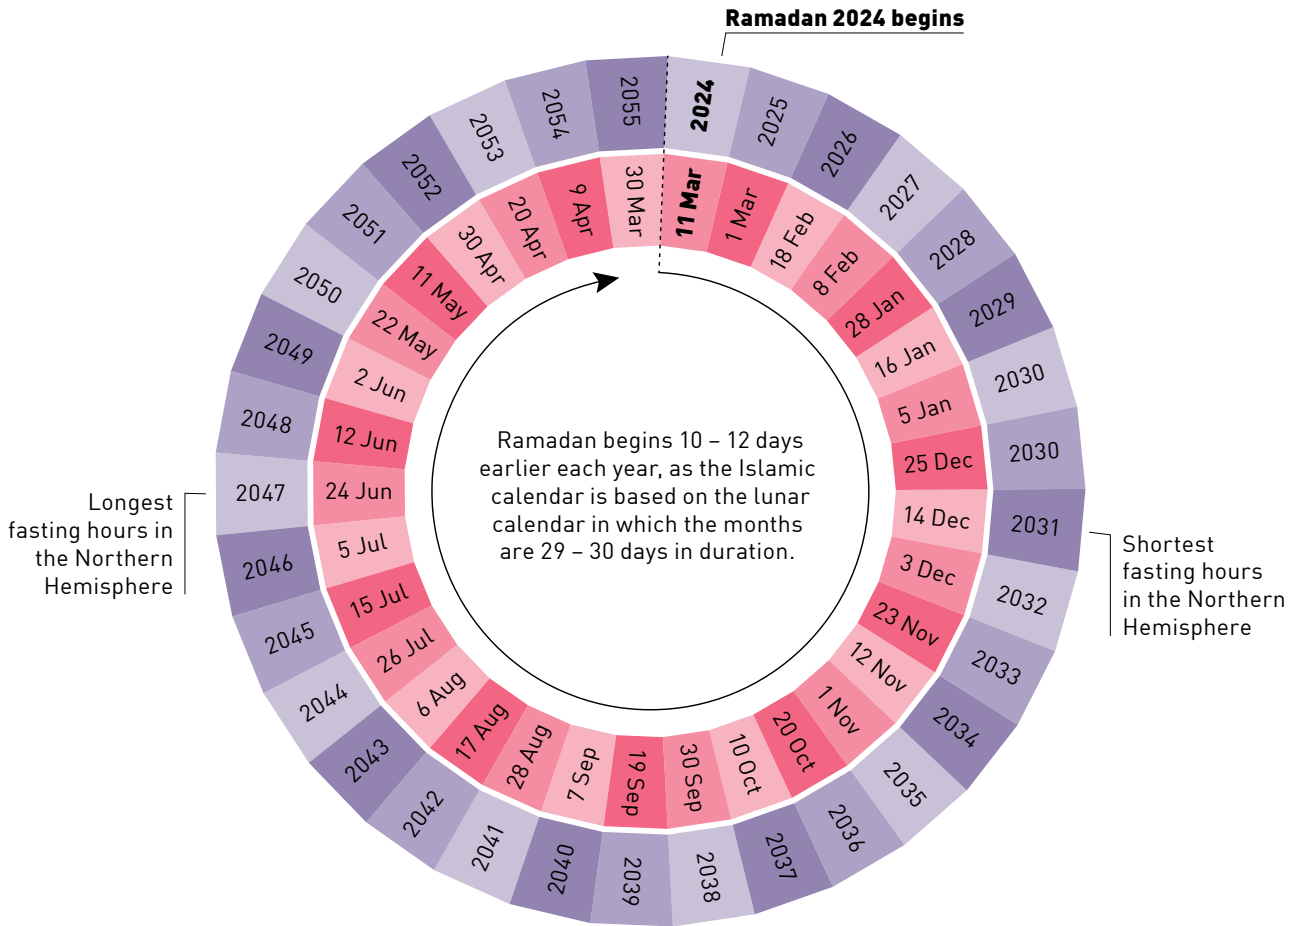 Ramadan 2024 begins
2024
2025
2026
2027
2028
2029
2030
2030
2031
2032
2033
2034
2035
2036
2037
2038
2039
2040
2041
2042
2043
2044
2045
2046
2047
2048
2049
2050
2051
2052
2053
2054
2055
11 Mar
1 Mar
18 Feb
8 Feb
28 Jan
16 Jan
5 Jan
25 Dec
14 Dec
3 Dec
23 Nov
12 Nov
1 Nov
20 Oct
10 Oct
30 Sep
19 Sep
7 Sep
28 Aug
17 Aug
6 Aug
26 Jul
15 Jul
5 Jul
24 Jun
12 Jun
2 Jun
22 May
11 May
30 Apr
20 Apr
9 Apr
30 Mar
Ramadan begins 10 – 12 days
earlier each year, as the Islamic
calendar is based on the lunar
calendar in which the months
are 29 – 30 days in duration.
Longest
fasting hours in
the Northern
Hemisphere
Shortest
fasting hours
in the Northern
Hemisphere